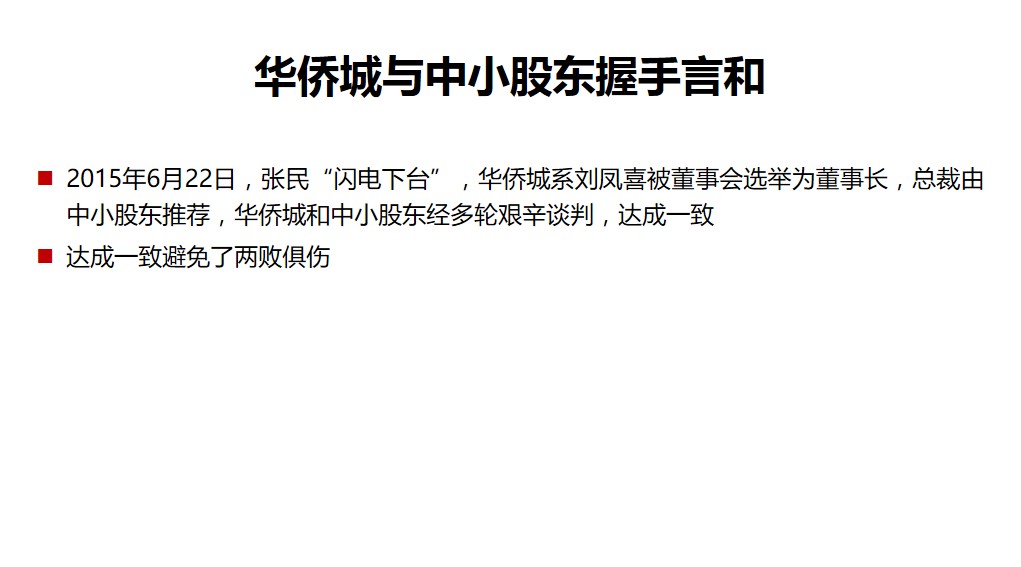 华侨城与中小股东握手言和
2015年6月22日，张民“闪电下台”，华侨城系刘凤喜被董事会选举为董事长，总裁由
中小股东推荐，华侨城和中小股东经多轮艰辛谈判，达成一致
达成一致避免了两败俱伤